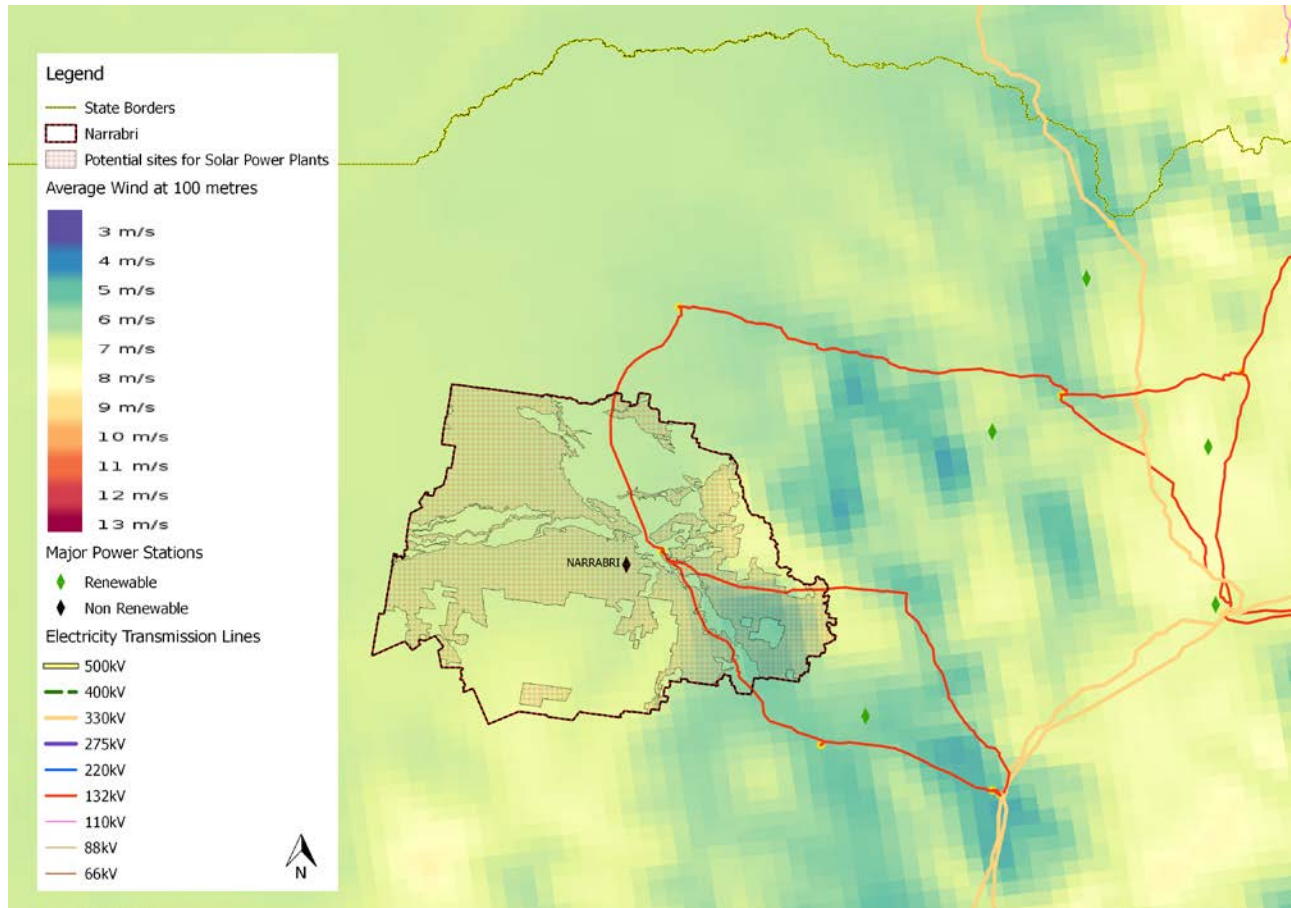 Legend
State Borders
Narrabri
Potential sites for Solar Power Plants
Average Wind at 100 metres
3 m/s
4 m/s
5 m/s
6 m/s
7 m/s
8 m/s
9 m/s
10 m/s
11 m/s
12 m/s
13 m/s
Major Power Stations
Renewable
Non Renewable
Electricity Transmission Lines
500kV
400kV
330kV
275kV
220kV
132kV
110kV
88kV
66kV
N
NARRABRI